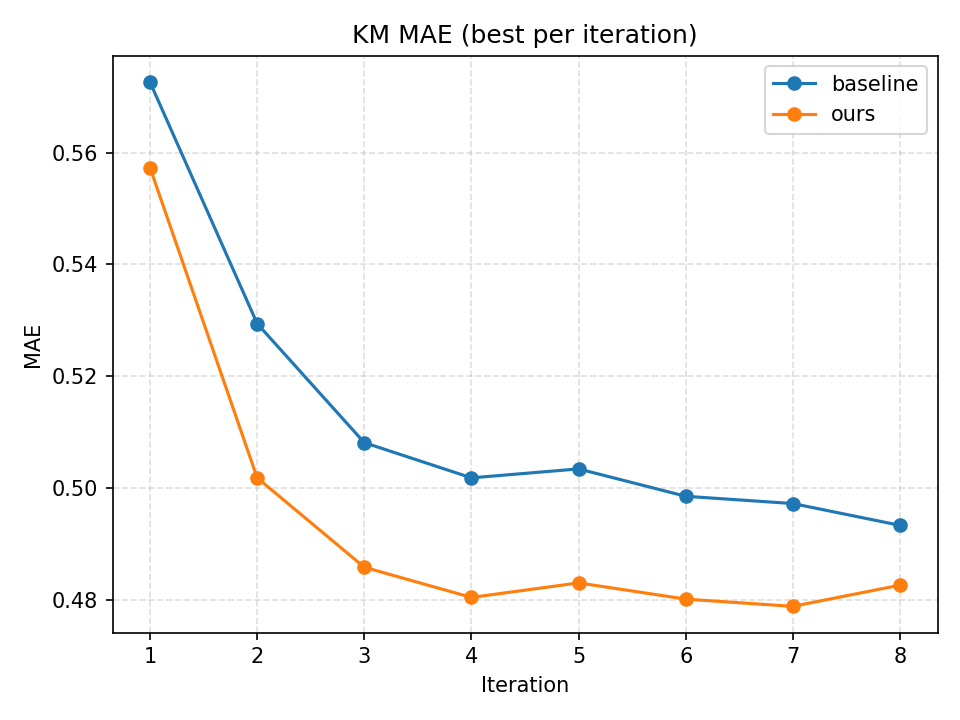 KM MAE (best per iteration)
baseline
ours
0.56
0.54
0.52
0.50
0.48
MAE
1 2 3 4 5 6 7 8
Iteration